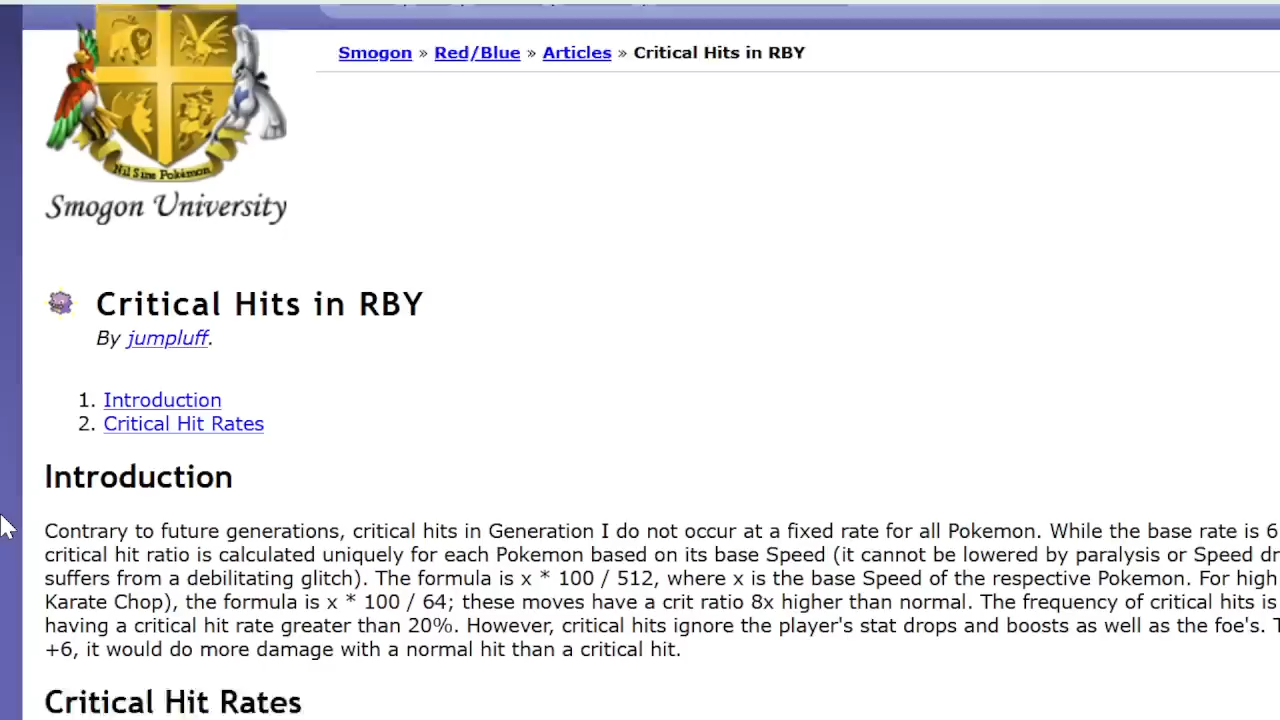 Smogon » Red/Blue » Articles » Critical Hits in RBY
Nil Sine Pokémon
Smogon University
Critical Hits in RBY
By jumpluff.
1. Introduction
2. Critical Hit Rates
Introduction
Contrary to future generations, critical hits in Generation I do not occur at a fixed rate for all Pokemon. While the base rate is 6
critical hit ratio is calculated uniquely for each Pokemon based on its base Speed (it cannot be lowered by paralysis or Speed dr
suffers from a debilitating glitch). The formula is x * 100 / 512, where x is the base Speed of the respective Pokemon. For high
Karate Chop), the formula is x * 100 / 64; these moves have a crit ratio 8x higher than normal. The frequency of critical hits is
having a critical hit rate greater than 20%. However, critical hits ignore the player's stat drops and boosts as well as the foe's. T
+6, it would do more damage with a normal hit than a critical hit.
Critical Hit Rates